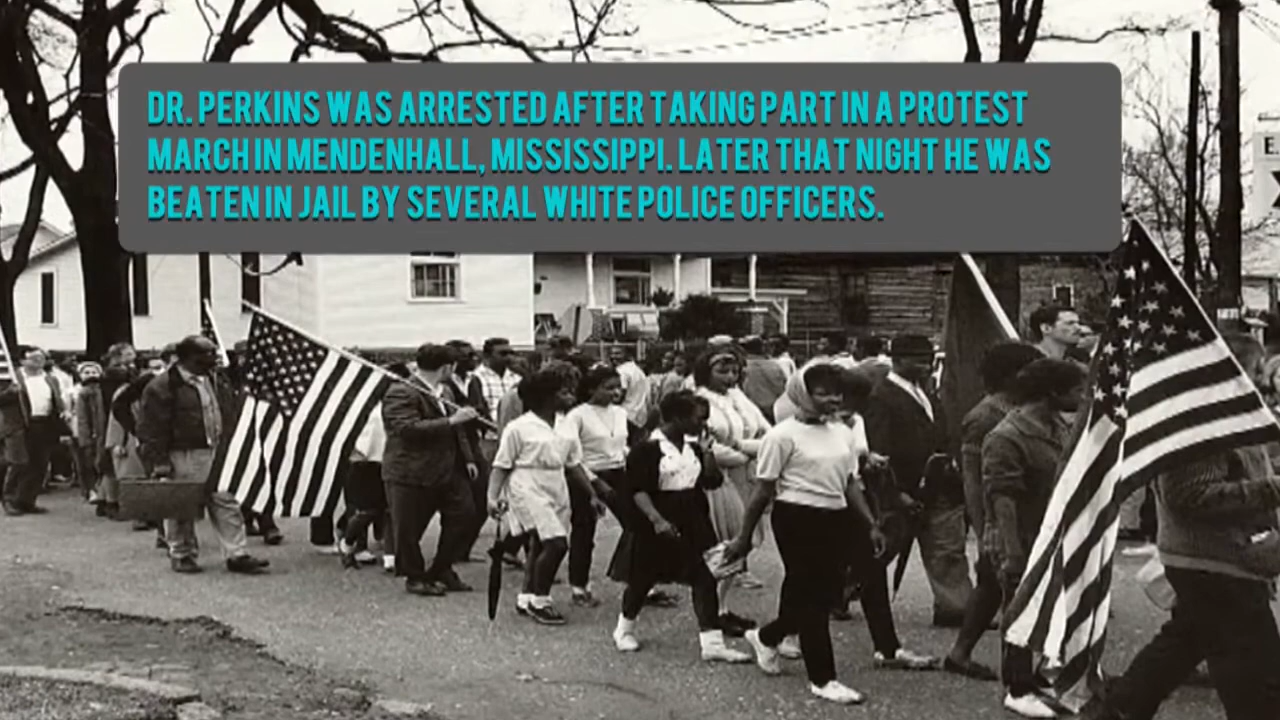 DR. PERKINS WAS ARRESTED AFTER TAKING PART IN A PROTEST
MARCH IN MENDENHALL, MISSISSIPPI. LATER THAT NIGHT HE WAS
BEATEN IN JAIL BY SEVERAL WHITE POLICE OFFICERS.
E.